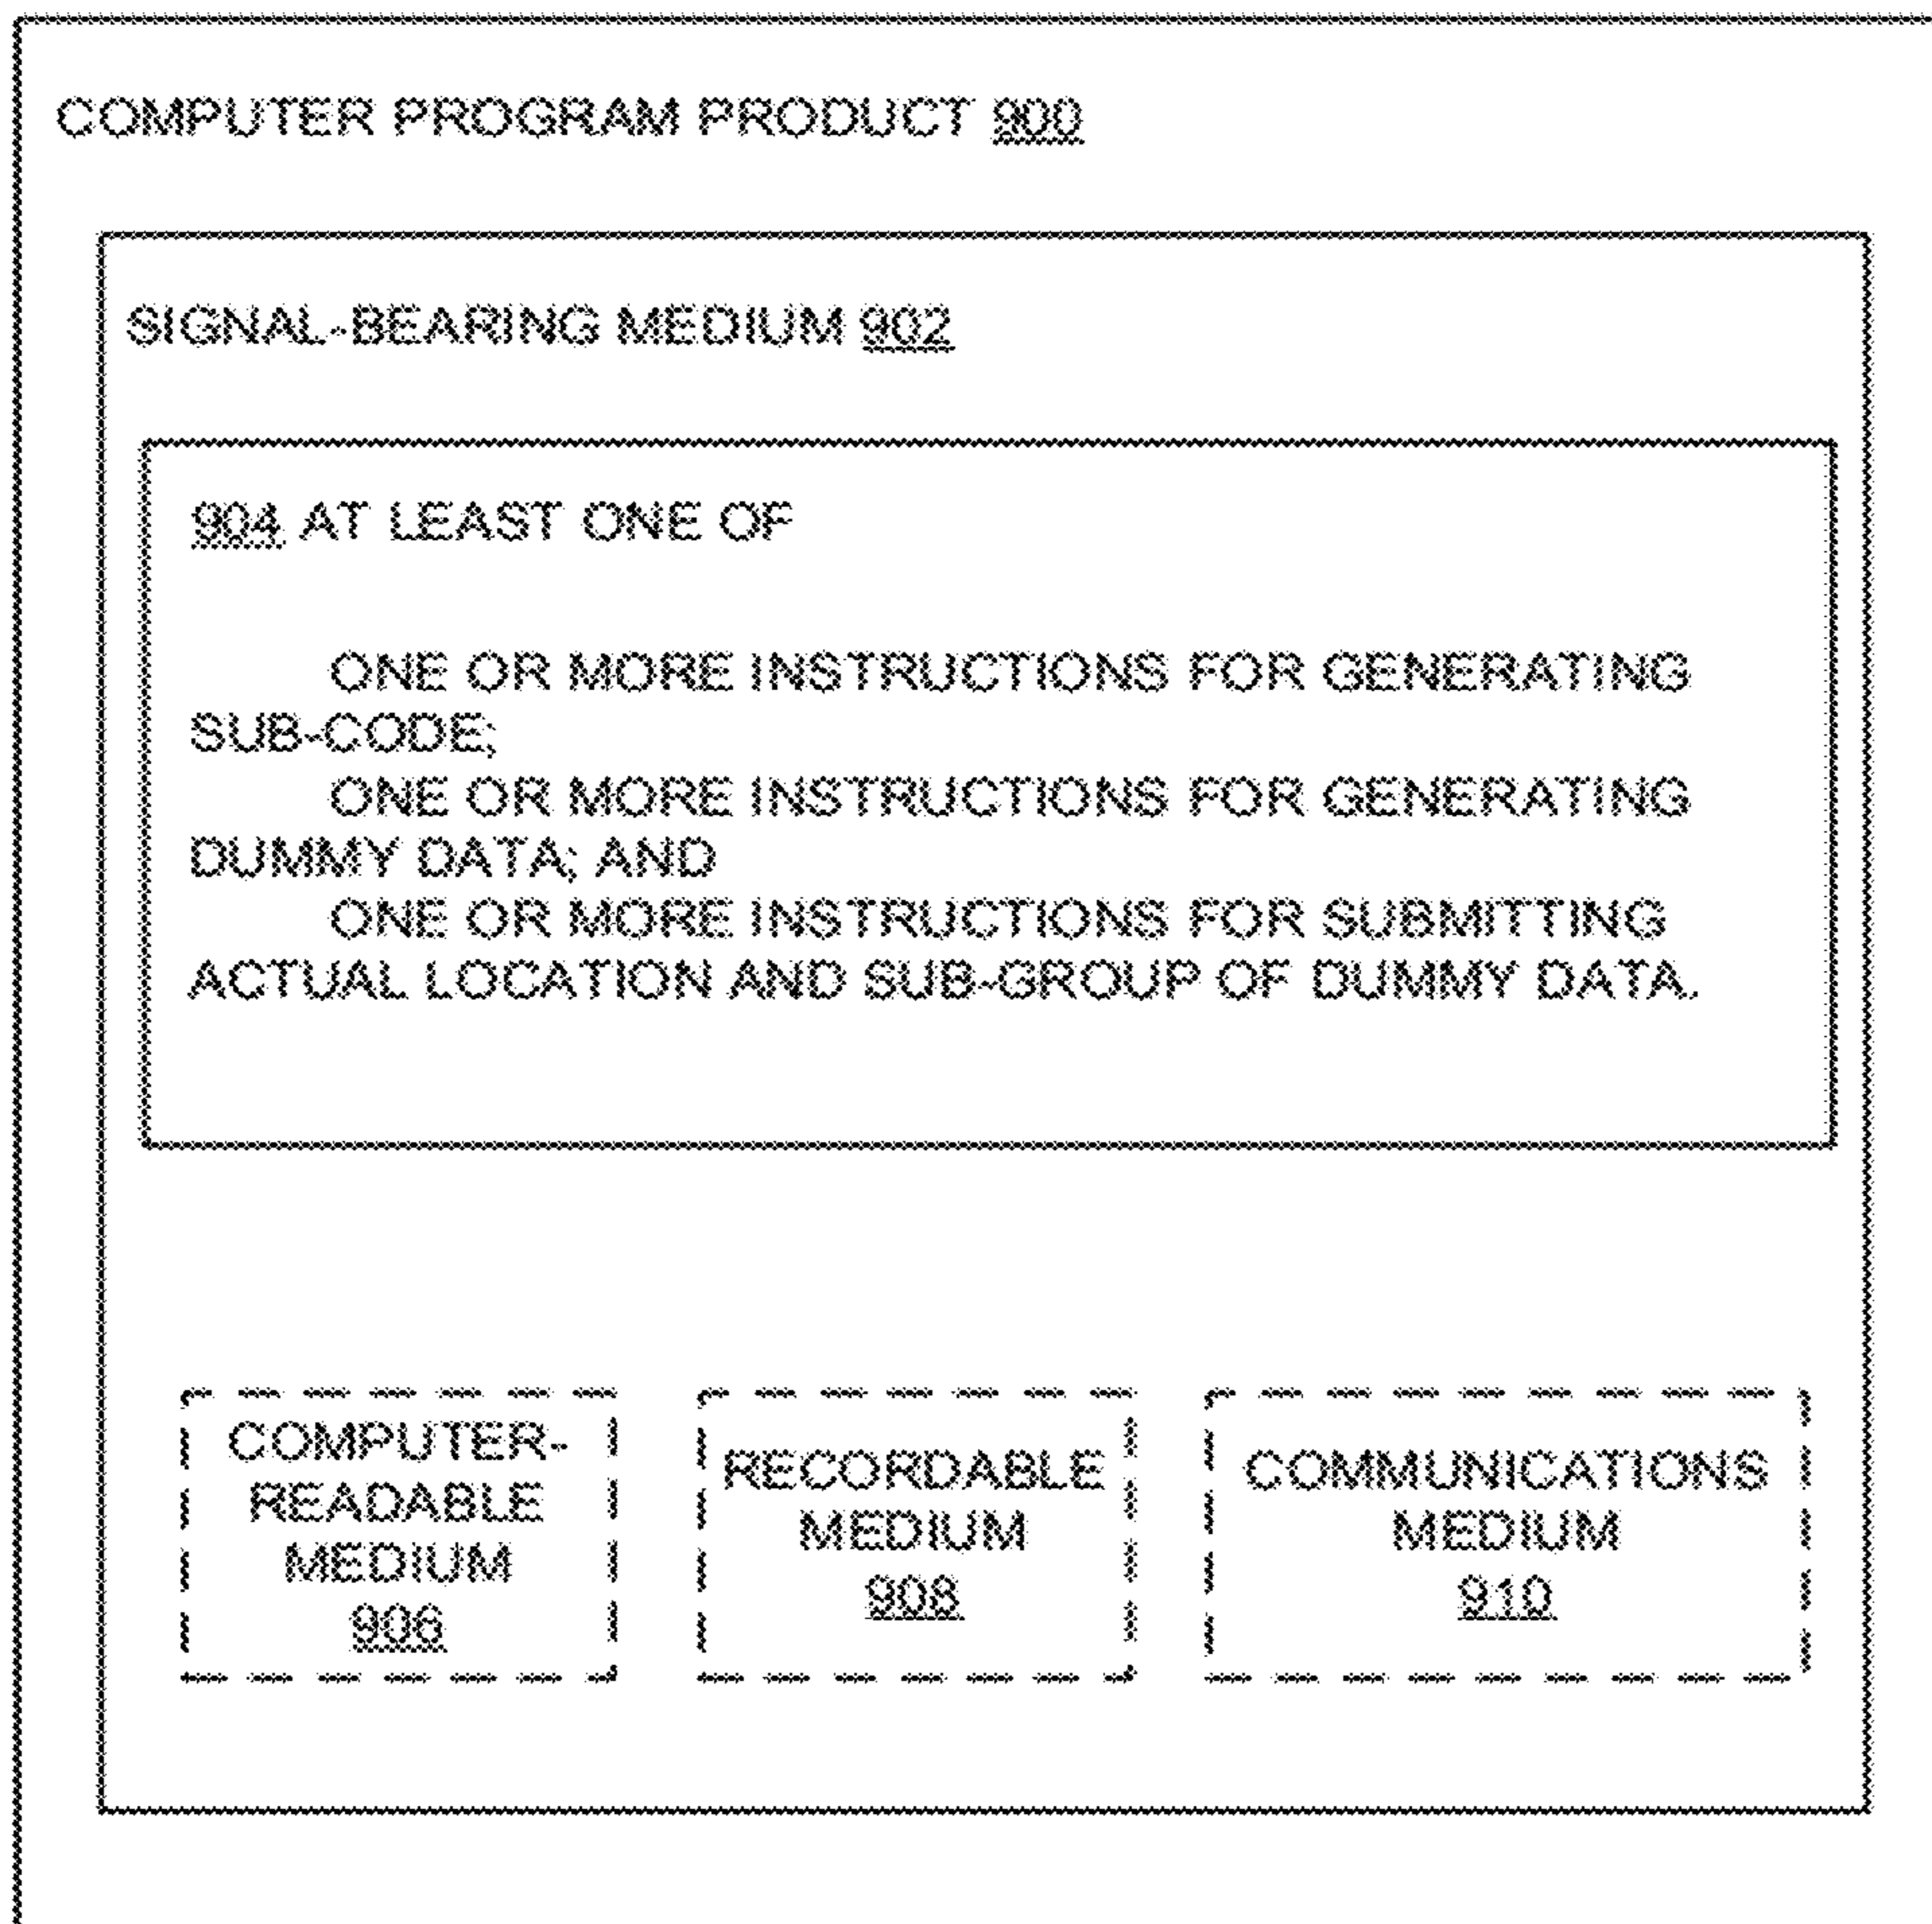 COMPUTER PROGRAM PRODUCT 900
SIGNAL-BEARING MEDIUM 902
904 AT LEAST ONE OF
ONE OR MORE INSTRUCTIONS FOR GENERATING
SUB-CODE;
ONE OR MORE INSTRUCTIONS FOR GENERATING
DUMMY DATA; AND
ONE OR MORE INSTRUCTIONS FOR SUBMITTING
ACTUAL LOCATION AND SUB-GROUP OF DUMMY DATA.
COMPUTER-
READABLE
MEDIUM
906
RECORDABLE
MEDIUM
908
COMMUNICATIONS
MEDIUM
910